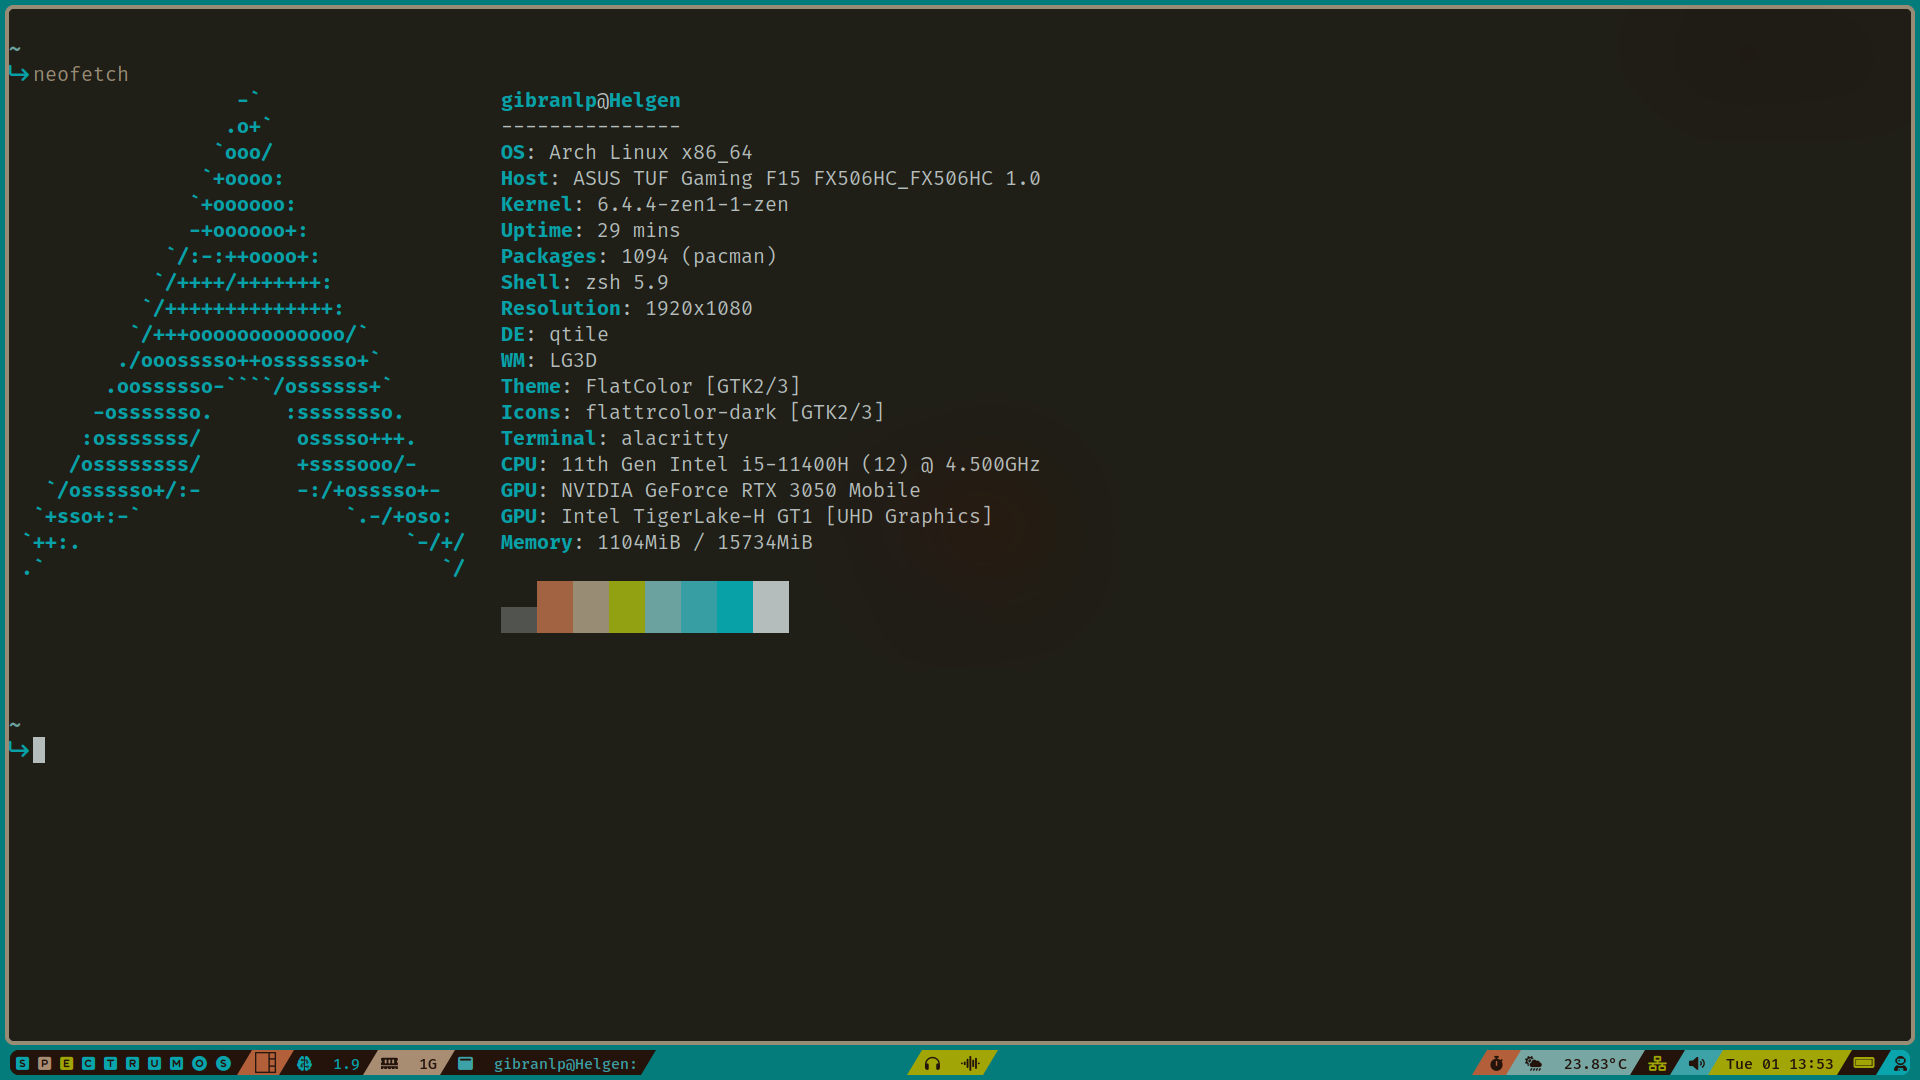 ~
neofetch
-`
.o+`
`ooo/
`+oooo:
`+oooooo:
-+oooooo+:
`/:-:++oooo+:
`/++++/+++++++:
`/++++++++++++++:
`/+++ooooooooooooo/`
./ooosssso++osssssso+`
.oossssso-````/ossssss+`
-osssssso.      :ssssssso.
:osssssss/        osssso+++.
/ossssssss/        +ssssooo/-
`/ossssso+/:-        -:/+osssso+-
`+sso+:-`                 `.-/+oso:
`++:.                           `-/+/
.`                                 `/
gibranlp@Helgen
---------------
OS: Arch Linux x86_64
Host: ASUS TUF Gaming F15 FX506HC_FX506HC 1.0
Kernel: 6.4.4-zen1-1-zen
Uptime: 29 mins
Packages: 1094 (pacman)
Shell: zsh 5.9
Resolution: 1920x1080
DE: qtile
WM: LG3D
Theme: FlatColor [GTK2/3]
Icons: flattrcolor-dark [GTK2/3]
Terminal: alacritty
CPU: 11th Gen Intel i5-11400H (12) @ 4.500GHz
GPU: NVIDIA GeForce RTX 3050 Mobile
GPU: Intel TigerLake-H GT1 [UHD Graphics]
Memory: 1104MiB / 15734MiB
~
S P E C T R U M O S 1.9 1G gibranlp@Helgen: 23.83°C Tue 01 13:53